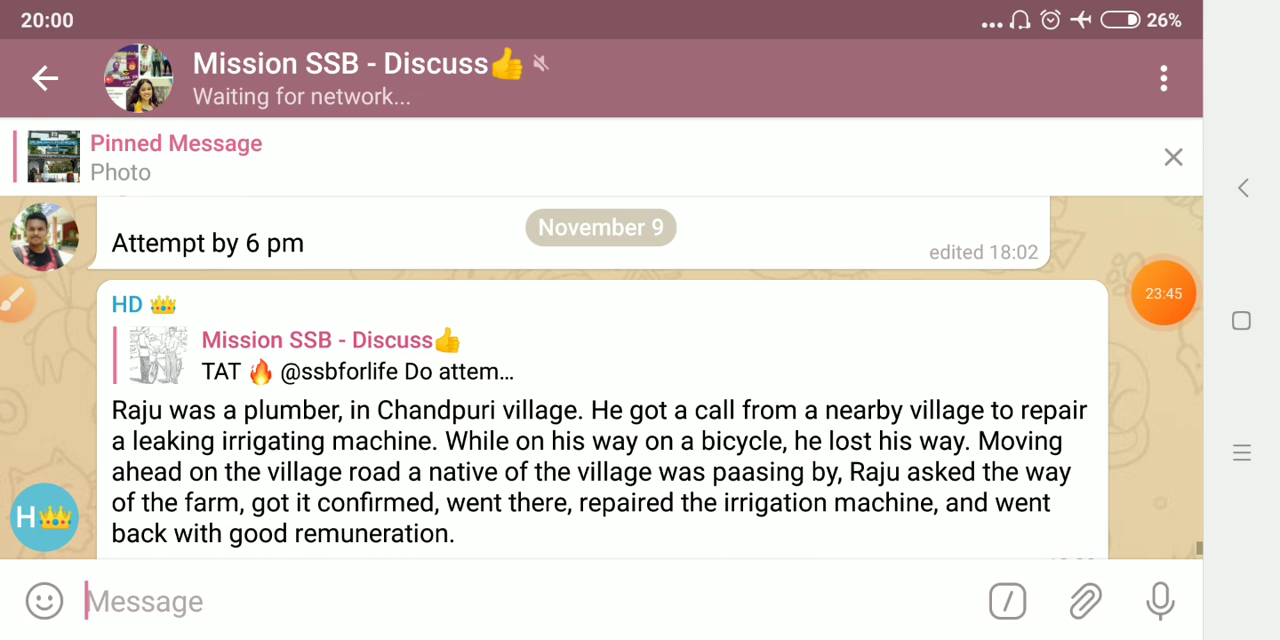 20:00
26%
Mission SSB - Discuss👍
Waiting for network...
Pinned Message
Photo
November 9
Attempt by 6 pm
edited 18:02
23:45
HD 👑
Mission SSB - Discuss👍
TAT 🔥 @ssbforlife Do attem...
Raju was a plumber, in Chandpuri village. He got a call from a nearby village to repair
a leaking irrigating machine. While on his way on a bicycle, he lost his way. Moving
ahead on the village road a native of the village was paasing by, Raju asked the way
of the farm, got it confirmed, went there, repaired the irrigation machine, and went
back with good remuneration.
H👑
Message